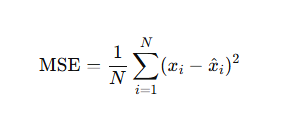 MSE = \frac{1}{N} \sum_{i=1}^{N} (x_i - \hat{x}_i)^2